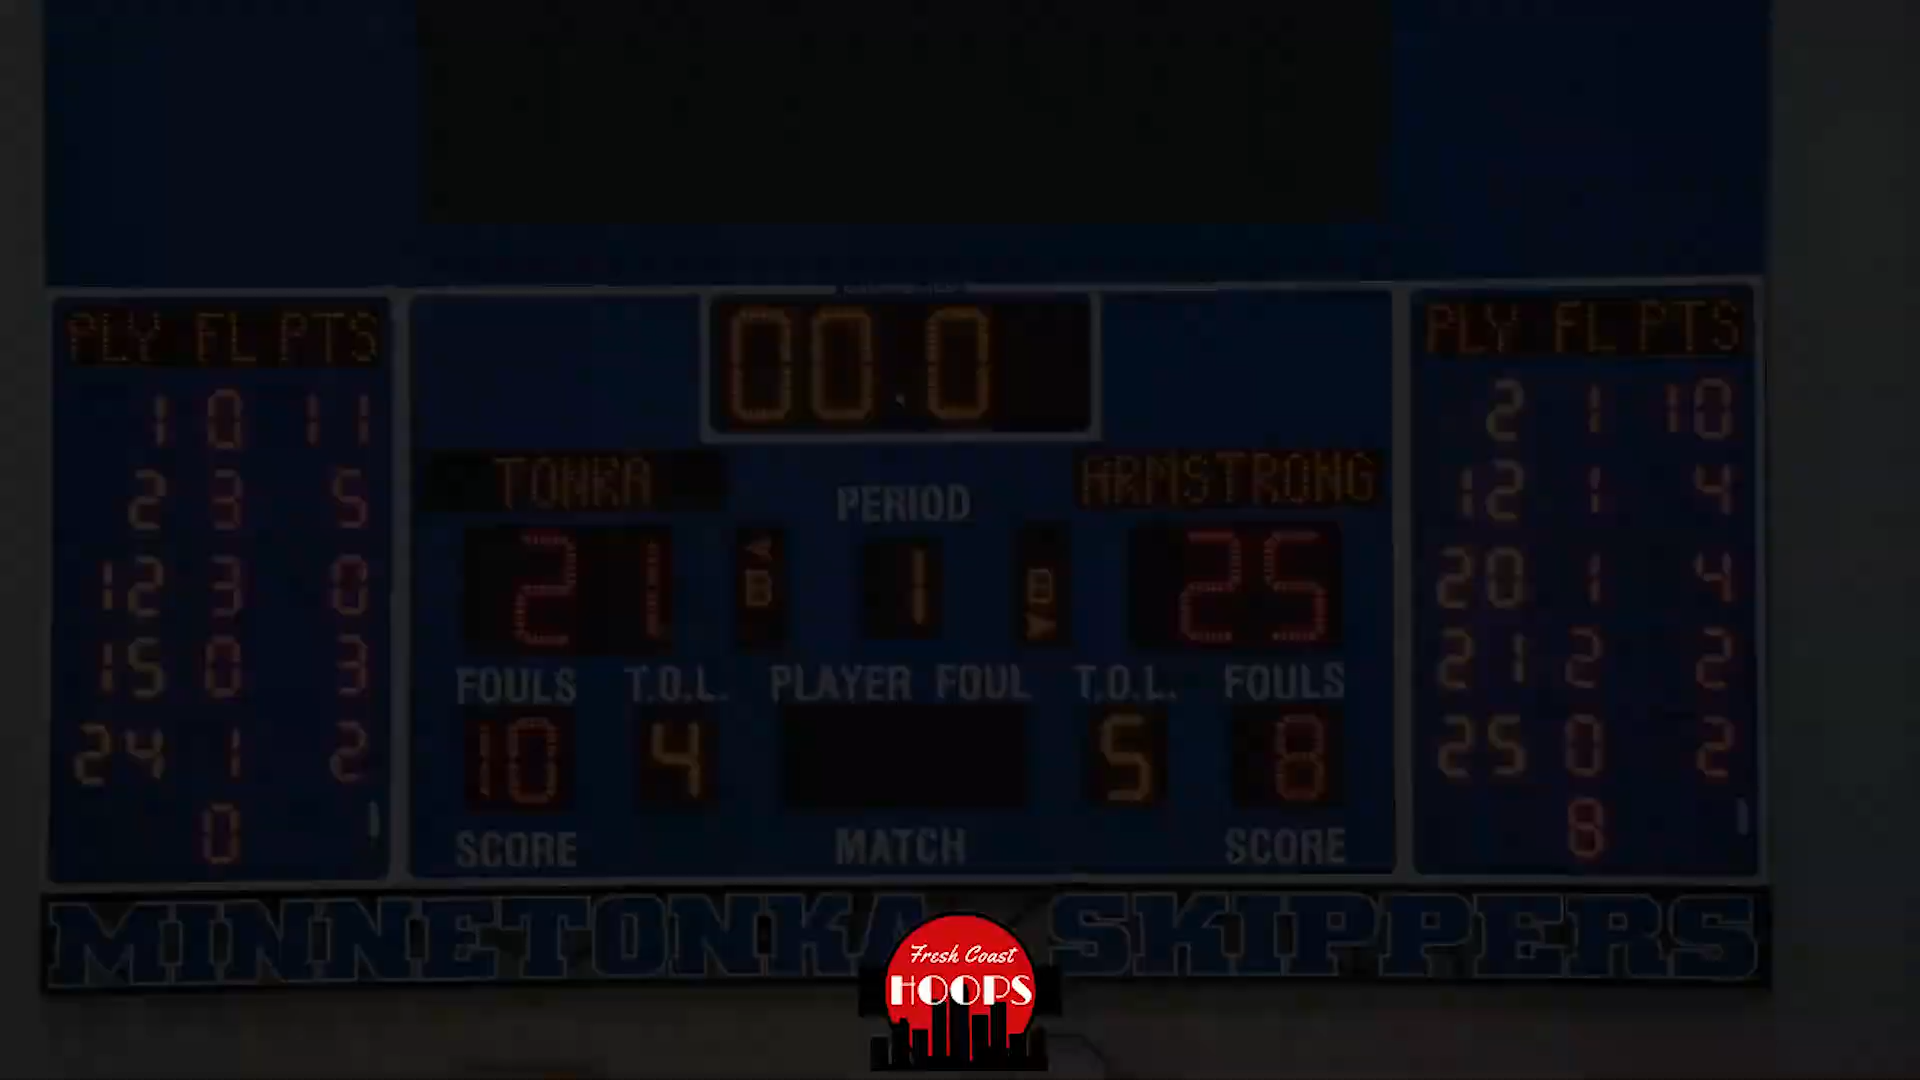 00.0
PLY FL PTS
1 0 11
2 3 5
12 3 0
15 0 3
24 1 2
0
TONKA
PERIOD
ARMSTRONG
21
B
1
B
25
FOULS
T.O.L.
PLAYER FOUL
T.O.L.
FOULS
10
4
5
8
SCORE
MATCH
SCORE
PLY FL PTS
2 1 10
12 1 4
20 1 4
21 2 2
25 0 2
8
MINNETONKA SKIPPERS
Fresh Coast
HOOPS